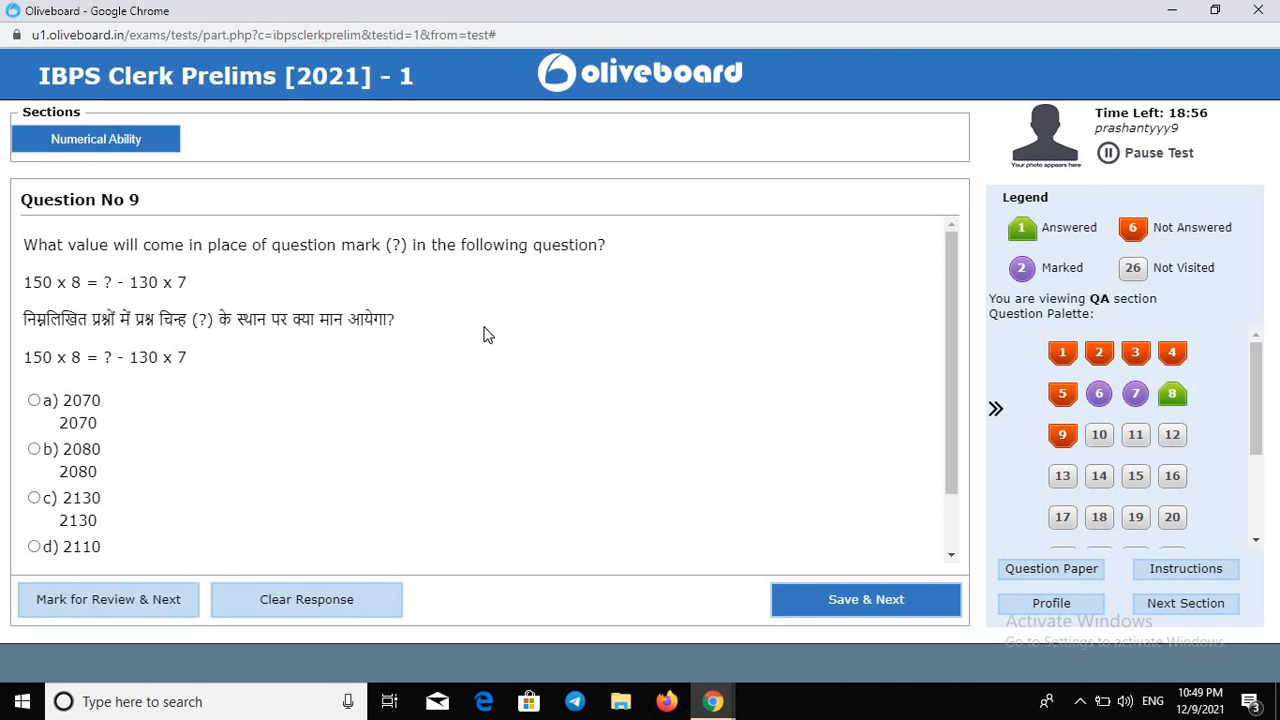 Oliveboard - Google Chrome
u1.oliveboard.in/exams/tests/part.php?c=ibpsclerkprelim&testid=1&from=test#
IBPS Clerk Prelims [2021] - 1
oliveboard
Sections
Numerical Ability
Time Left: 18:56
prashantyyy9
Pause Test
Your photo appears here
Question No 9
What value will come in place of question mark (?) in the following question?
150 x 8 = ? - 130 x 7
निम्नलिखित प्रश्नों में प्रश्न चिन्ह (?) के स्थान पर क्या मान आयेगा?
150 x 8 = ? - 130 x 7
a) 2070
2070
b) 2080
2080
c) 2130
2130
d) 2110
Mark for Review & Next
Clear Response
Save & Next
Legend
1 Answered
6 Not Answered
2 Marked
26 Not Visited
You are viewing QA section
Question Palette:
1 2 3 4
5 6 7 8
9 10 11 12
13 14 15 16
17 18 19 20
Question Paper
Instructions
Profile
Next Section
Activate Windows
Go to Settings to activate Windows.
Type here to search
ENG
10:49 PM
12/9/2021
3